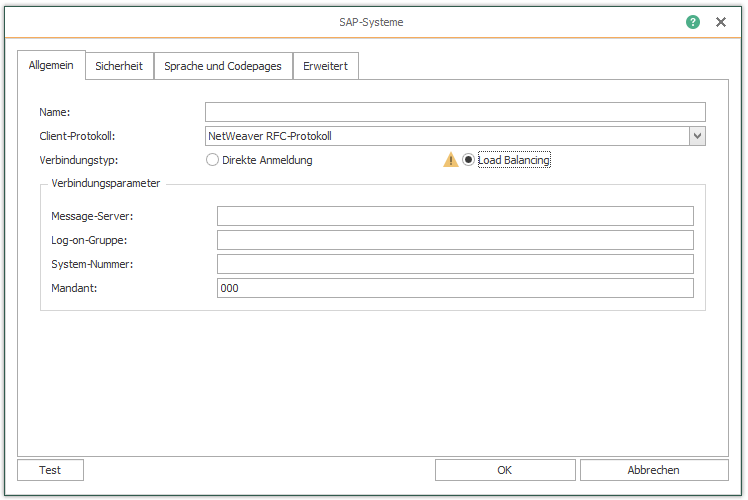 SAP-Systeme
Allgemein Sicherheit Sprache und Codepages Erweitert
Name:
Client-Protokoll: NetWeaver RFC-Protokoll
Verbindungstyp: Direkte Anmeldung Load Balancing
Verbindungsparameter
Message-Server:
Log-on-Gruppe:
System-Nummer:
Mandant: 000
Test OK Abbrechen